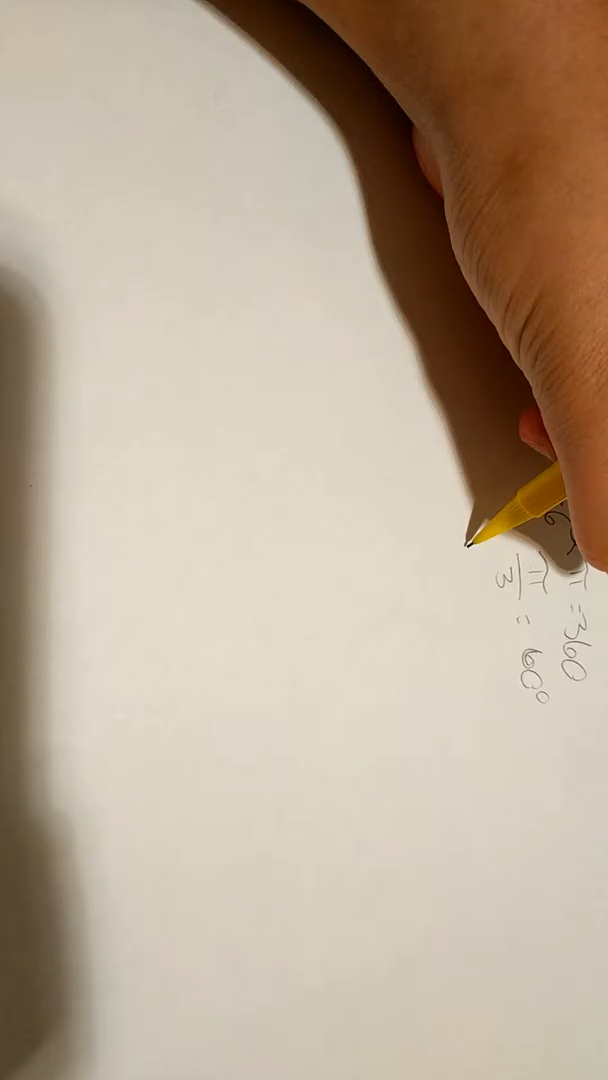 π = 360
π/3 = 60°